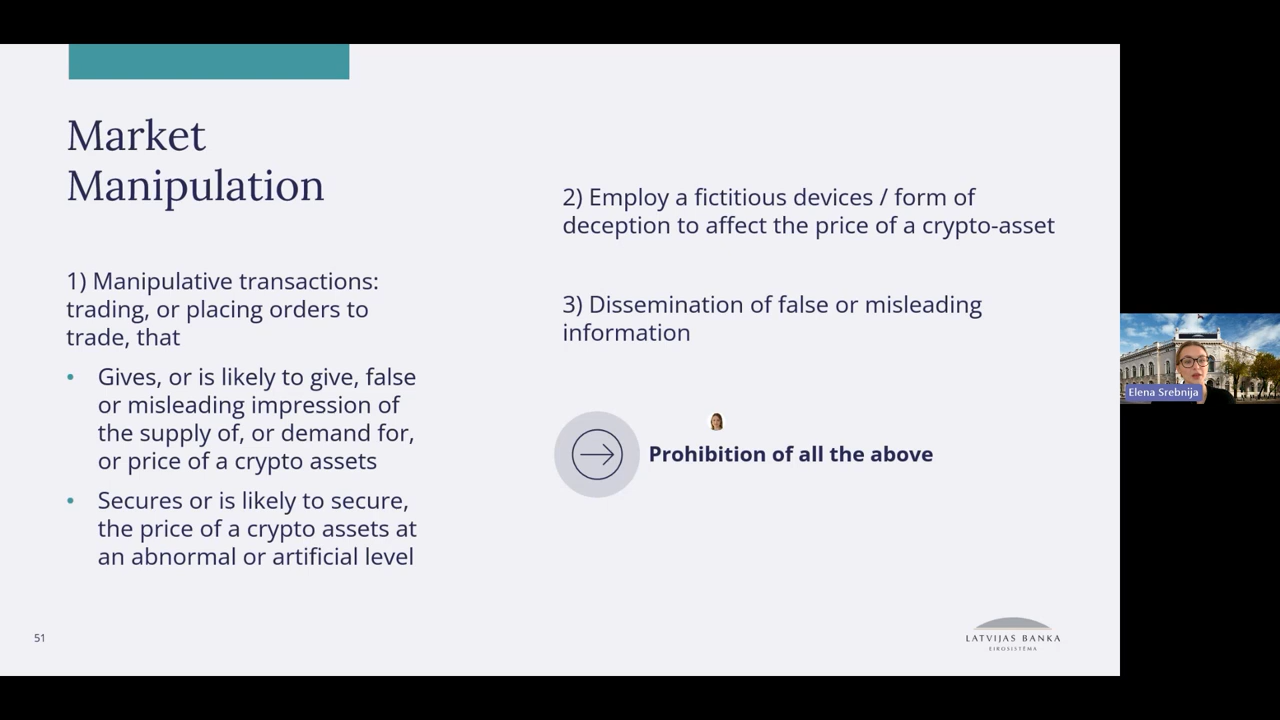 Market
Manipulation
1) Manipulative transactions:
trading, or placing orders to
trade, that
• Gives, or is likely to give, false
or misleading impression of
the supply of, or demand for,
or price of a crypto assets
• Secures or is likely to secure,
the price of a crypto assets at
an abnormal or artificial level
2) Employ a fictitious devices / form of
deception to affect the price of a crypto-asset
3) Dissemination of false or misleading
information
Prohibition of all the above
51
LATVIJAS BANKA
EIROSISTĒMA
Elena Srebnija